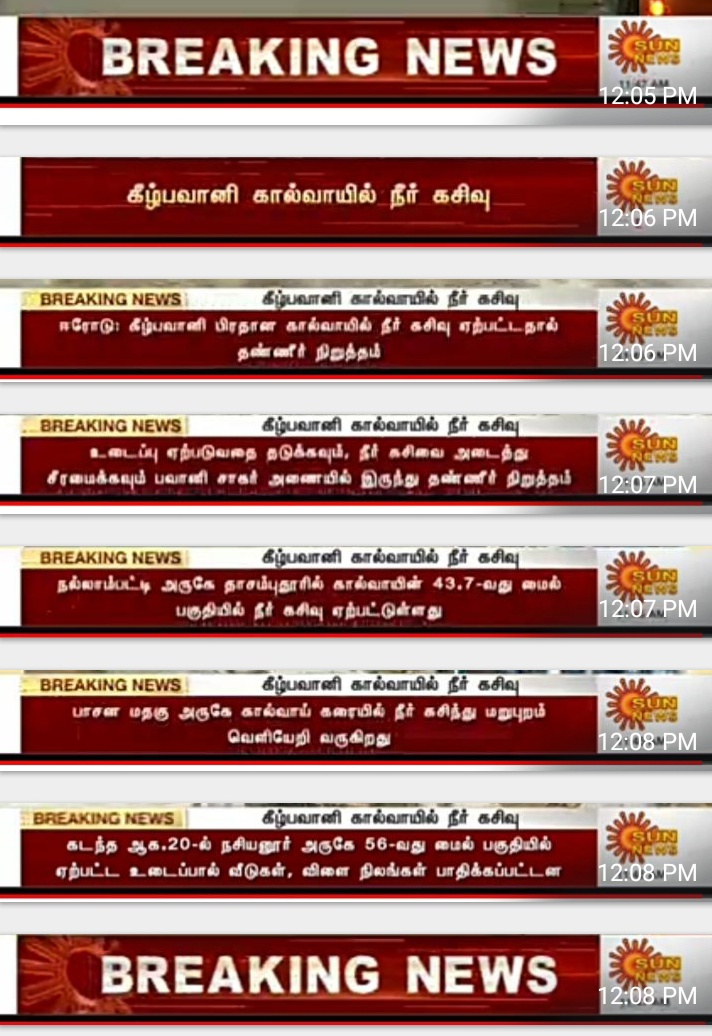 BREAKING NEWS
SUN NEWS
12:05 PM
கீழ்பவானி கால்வாயில் நீர் கசிவு
SUN NEWS
12:06 PM
BREAKING NEWS
கீழ்பவானி கால்வாயில் நீர் கசிவு
ஈரோடு: கீழ்பவானி பிரதான கால்வாயில் நீர் கசிவு ஏற்பட்டதால்
தண்ணீர் நிறுத்தம்
SUN NEWS
12:06 PM
BREAKING NEWS
கீழ்பவானி கால்வாயில் நீர் கசிவு
உடைப்பு ஏற்படுவதை தடுக்கவும், நீர் கசிவை அடைத்து
சீரமைக்கவும் பவானி சாகர் அணையில் இருந்து தண்ணீர் நிறுத்தம்
SUN NEWS
12:07 PM
BREAKING NEWS
கீழ்பவானி கால்வாயில் நீர் கசிவு
நல்லாம்பட்டி அருகே தாசம்புதூரில் கால்வாயின் 43.7-வது மைல்
பகுதியில் நீர் கசிவு ஏற்பட்டுள்ளது
SUN NEWS
12:07 PM
BREAKING NEWS
கீழ்பவானி கால்வாயில் நீர் கசிவு
பாசன மதகு அருகே கால்வாய் கரையில் நீர் கசிந்து மறுபுறம்
வெளியேறி வருகிறது
SUN NEWS
12:08 PM
BREAKING NEWS
கீழ்பவானி கால்வாயில் நீர் கசிவு
கடந்த ஆக.20-ல் நசியனூர் அருகே 56-வது மைல் பகுதியில்
ஏற்பட்ட உடைப்பால் வீடுகள், விளை நிலங்கள் பாதிக்கப்பட்டன
SUN NEWS
12:08 PM
BREAKING NEWS
SUN NEWS
12:08 PM